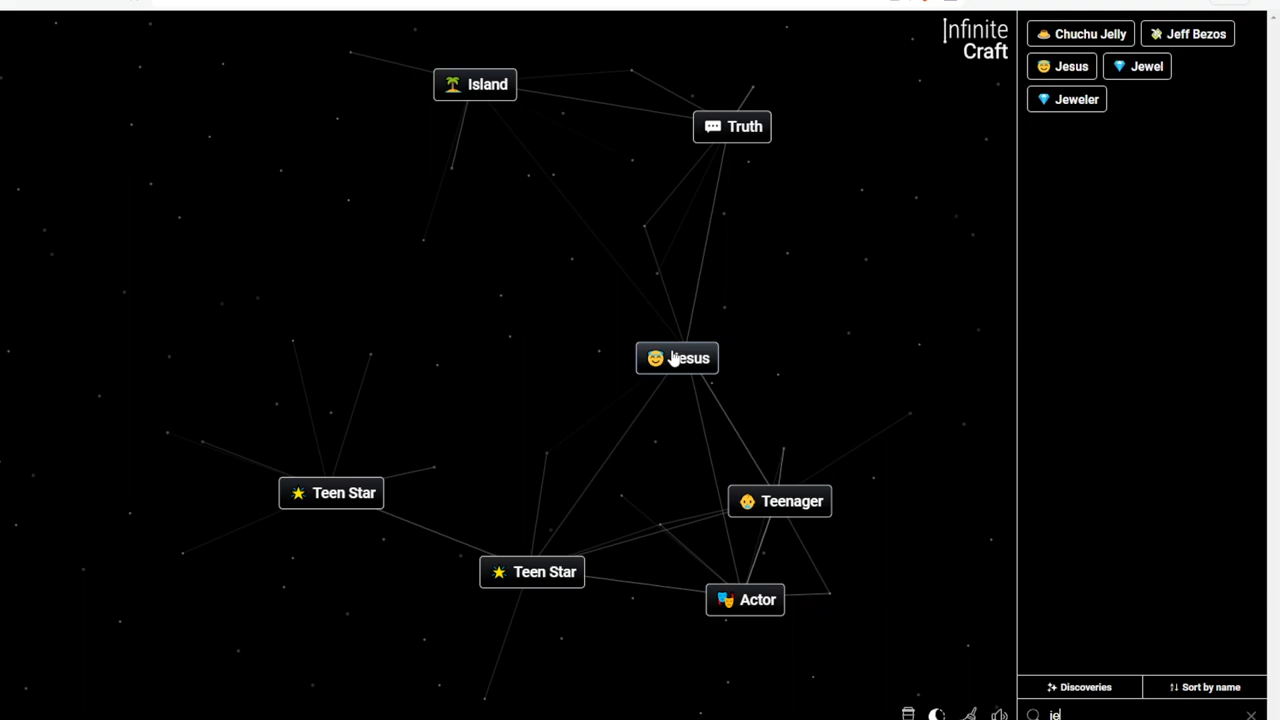 Infinite
Craft
Chuchu Jelly
Jeff Bezos
Jesus
Jewel
Jeweler
Island
Truth
Jesus
Teen Star
Teenager
Teen Star
Actor
Discoveries
Sort by name
je